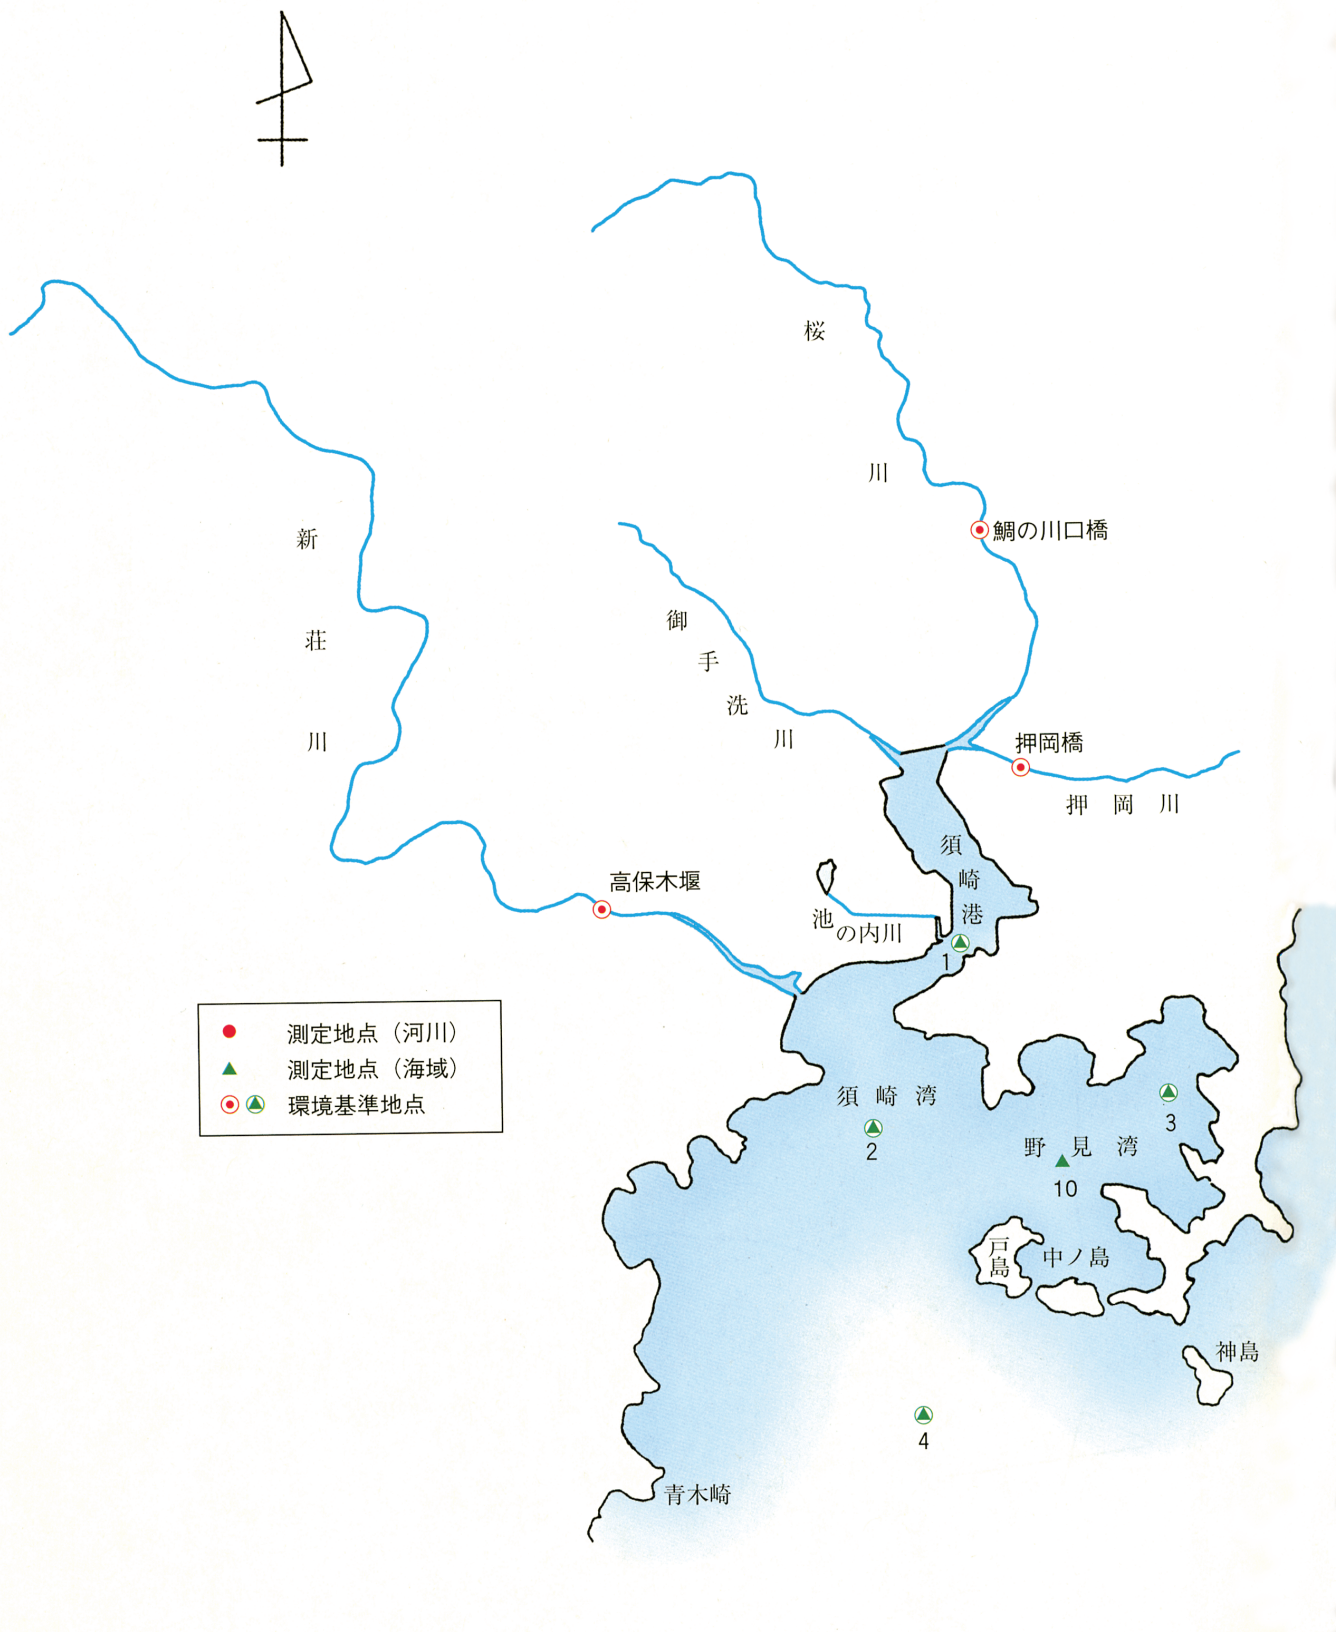 桜川
鯛の川口橋
新荘川
御手洗川
押岡橋
押岡川
須崎港
高保木堰
池の内川
1
測定地点（河川）
測定地点（海域）
環境基準地点
須崎湾
2
3
野見湾
10
戸島
中ノ島
神島
4
青木崎